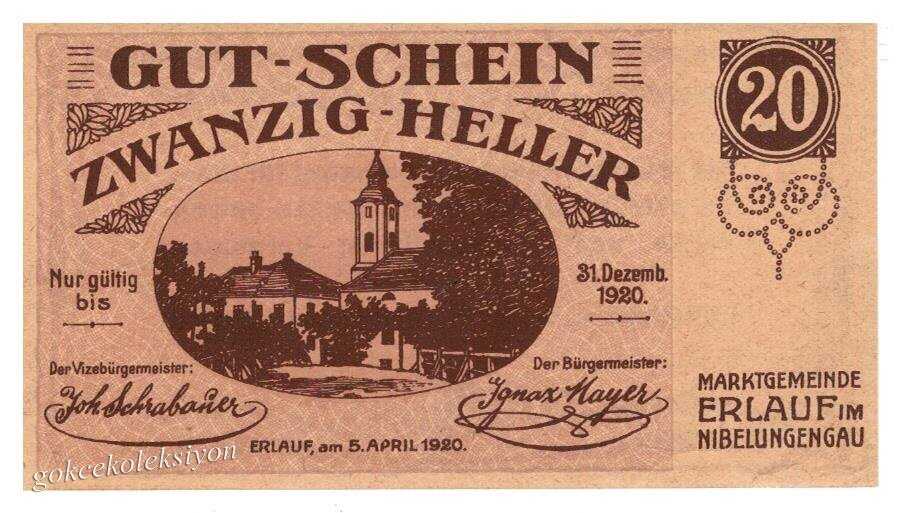 GUT-SCHEIN
ZWANZIG-HELLER
20
Nur gültig
bis
31. Dezemb.
1920.
Der Vizebürgermeister:
Joh Schrabauer
Der Bürgermeister:
Ignax Mayer
ERLAUF, am 5. APRIL 1920.
MARKTGEMEINDE
ERLAUF IM
NIBELUNGENGAU
gokcekoleksiyon